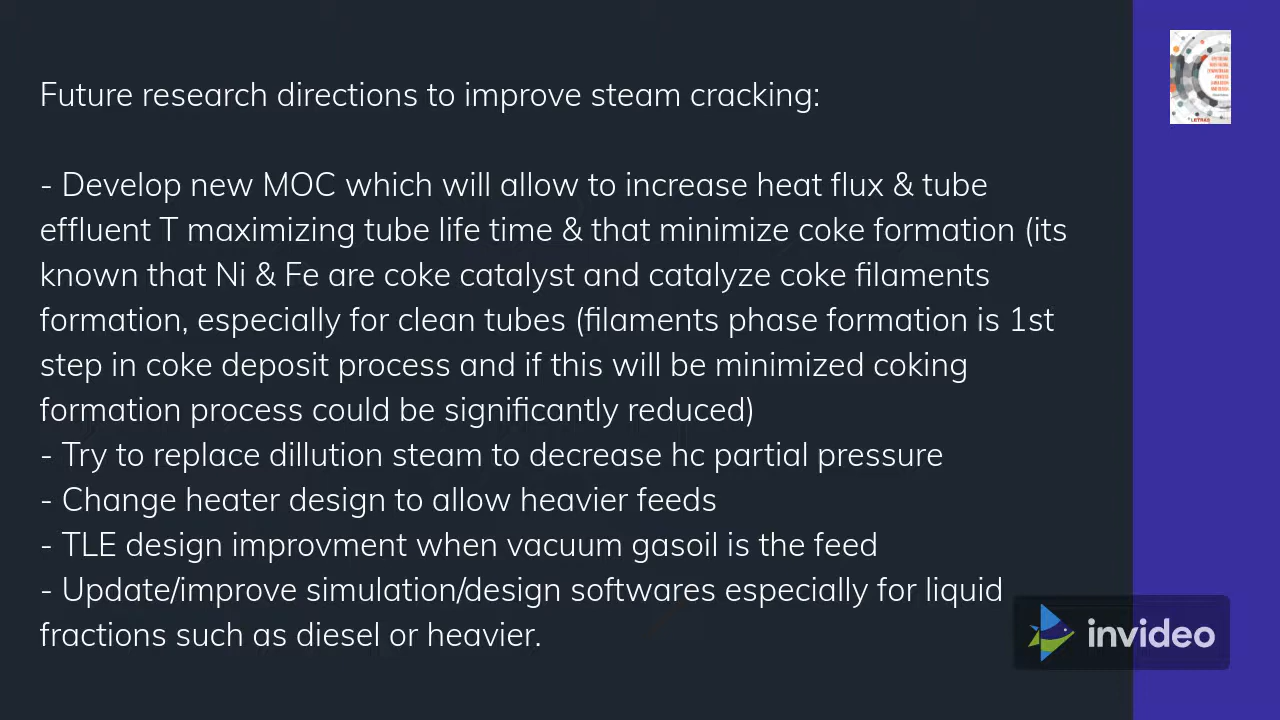 Future research directions to improve steam cracking:
- Develop new MOC which will allow to increase heat flux & tube
effluent T maximizing tube life time & that minimize coke formation (its
known that Ni & Fe are coke catalyst and catalyze coke filaments
formation, especially for clean tubes (filaments phase formation is 1st
step in coke deposit process and if this will be minimized coking
formation process could be significantly reduced)
- Try to replace dillution steam to decrease hc partial pressure
- Change heater design to allow heavier feeds
- TLE design improvment when vacuum gasoil is the feed
- Update/improve simulation/design softwares especially for liquid
fractions such as diesel or heavier.
invideo